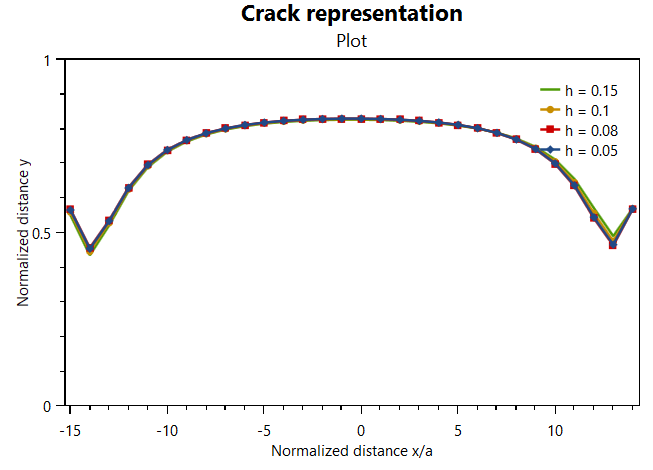 Crack representation
Plot
1
h = 0.15
h = 0.1
h = 0.08
h = 0.05
Normalized distance y
0.5
0
-15
-10
-5
0
5
10
Normalized distance x/a